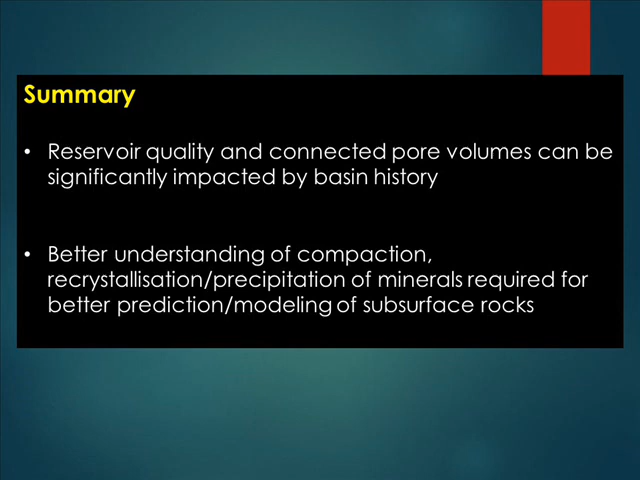 Summary
• Reservoir quality and connected pore volumes can be
significantly impacted by basin history
• Better understanding of compaction,
recrystallisation/precipitation of minerals required for
better prediction/modeling of subsurface rocks